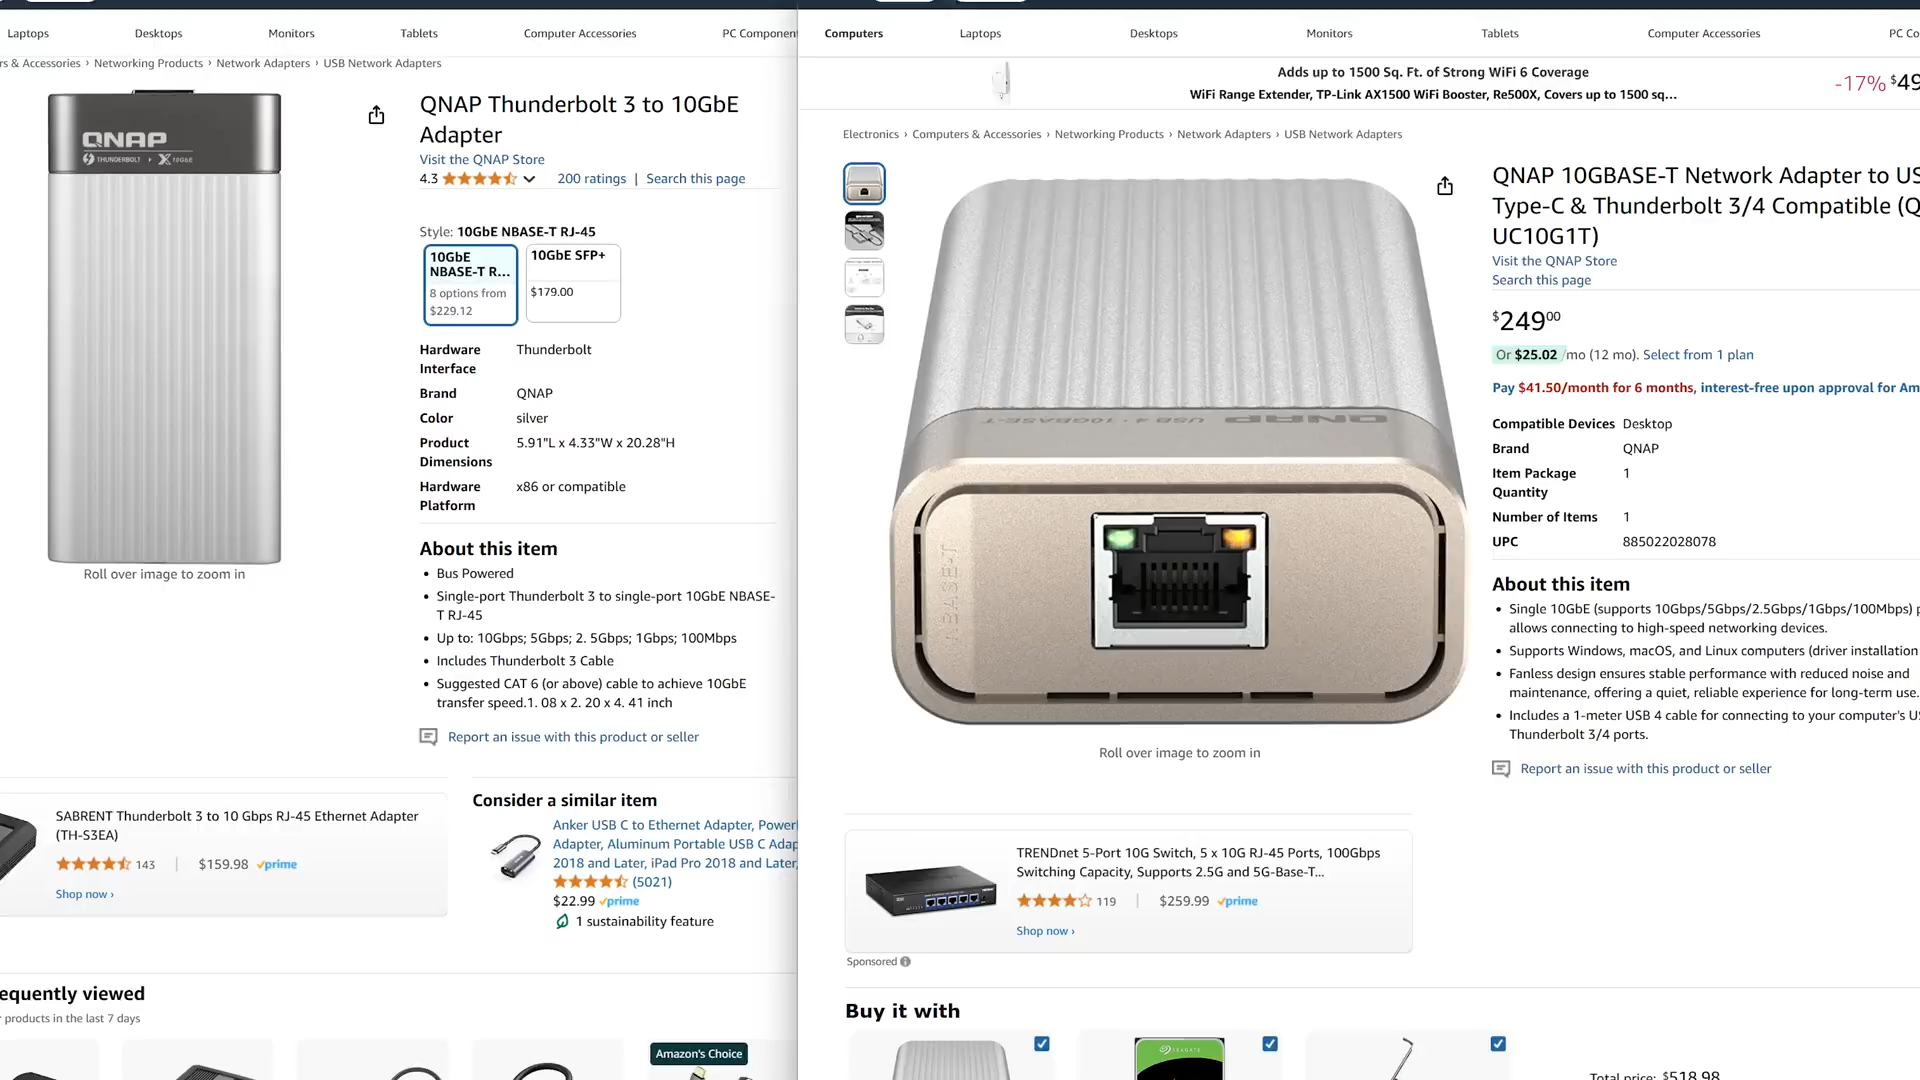 Laptops
Desktops
Monitors
Tablets
Computer Accessories
PC Componen
rs & Accessories › Networking Products › Network Adapters › USB Network Adapters
QNAP
THUNDERBOLT
10GbE
QNAP Thunderbolt 3 to 10GbE
Adapter
Visit the QNAP Store
4.3
200 ratings | Search this page
Style: 10GbE NBASE-T RJ-45
10GbE
NBASE-T R...
8 options from
$229.12
10GbE SFP+
$179.00
Hardware
Interface
Thunderbolt
Brand
QNAP
Color
silver
Product
Dimensions
5.91"L x 4.33"W x 20.28"H
Hardware
Platform
x86 or compatible
About this item
• Bus Powered
• Single-port Thunderbolt 3 to single-port 10GbE NBASE-
T RJ-45
• Up to: 10Gbps; 5Gbps; 2. 5Gbps; 1Gbps; 100Mbps
• Includes Thunderbolt 3 Cable
• Suggested CAT 6 (or above) cable to achieve 10GbE
transfer speed.1. 08 x 2. 20 x 4. 41 inch
Roll over image to zoom in
Report an issue with this product or seller
SABRENT Thunderbolt 3 to 10 Gbps RJ-45 Ethernet Adapter
(TH-S3EA)
143 | $159.98 prime
Shop now ›
Consider a similar item
Anker USB C to Ethernet Adapter, PowerE
Adapter, Aluminum Portable USB C Adap
2018 and Later, iPad Pro 2018 and Later,
(5021)
$22.99 prime
1 sustainability feature
equently viewed
r products in the last 7 days
Amazon's Choice
Computers
Laptops
Desktops
Monitors
Tablets
Computer Accessories
PC Co
Adds up to 1500 Sq. Ft. of Strong WiFi 6 Coverage
WiFi Range Extender, TP-Link AX1500 WiFi Booster, Re500X, Covers up to 1500 sq...
-17% $49
Electronics › Computers & Accessories › Networking Products › Network Adapters › USB Network Adapters
QNAP
USB 4 · 10GBASE-T
NBASE-T
Roll over image to zoom in
QNAP 10GBASE-T Network Adapter to US
Type-C & Thunderbolt 3/4 Compatible (Q
UC10G1T)
Visit the QNAP Store
Search this page
$24900
Or $25.02 /mo (12 mo). Select from 1 plan
Pay $41.50/month for 6 months, interest-free upon approval for Am
Compatible Devices
Desktop
Brand
QNAP
Item Package
Quantity
1
Number of Items
1
UPC
885022028078
About this item
• Single 10GbE (supports 10Gbps/5Gbps/2.5Gbps/1Gbps/100Mbps) p
allows connecting to high-speed networking devices.
• Supports Windows, macOS, and Linux computers (driver installation
• Fanless design ensures stable performance with reduced noise and
maintenance, offering a quiet, reliable experience for long-term use.
• Includes a 1-meter USB 4 cable for connecting to your computer's US
Thunderbolt 3/4 ports.
Report an issue with this product or seller
TRENDnet 5-Port 10G Switch, 5 x 10G RJ-45 Ports, 100Gbps
Switching Capacity, Supports 2.5G and 5G-Base-T...
119 | $259.99 prime
Shop now ›
Sponsored
Buy it with
SEAGATE
Total price: $518.98